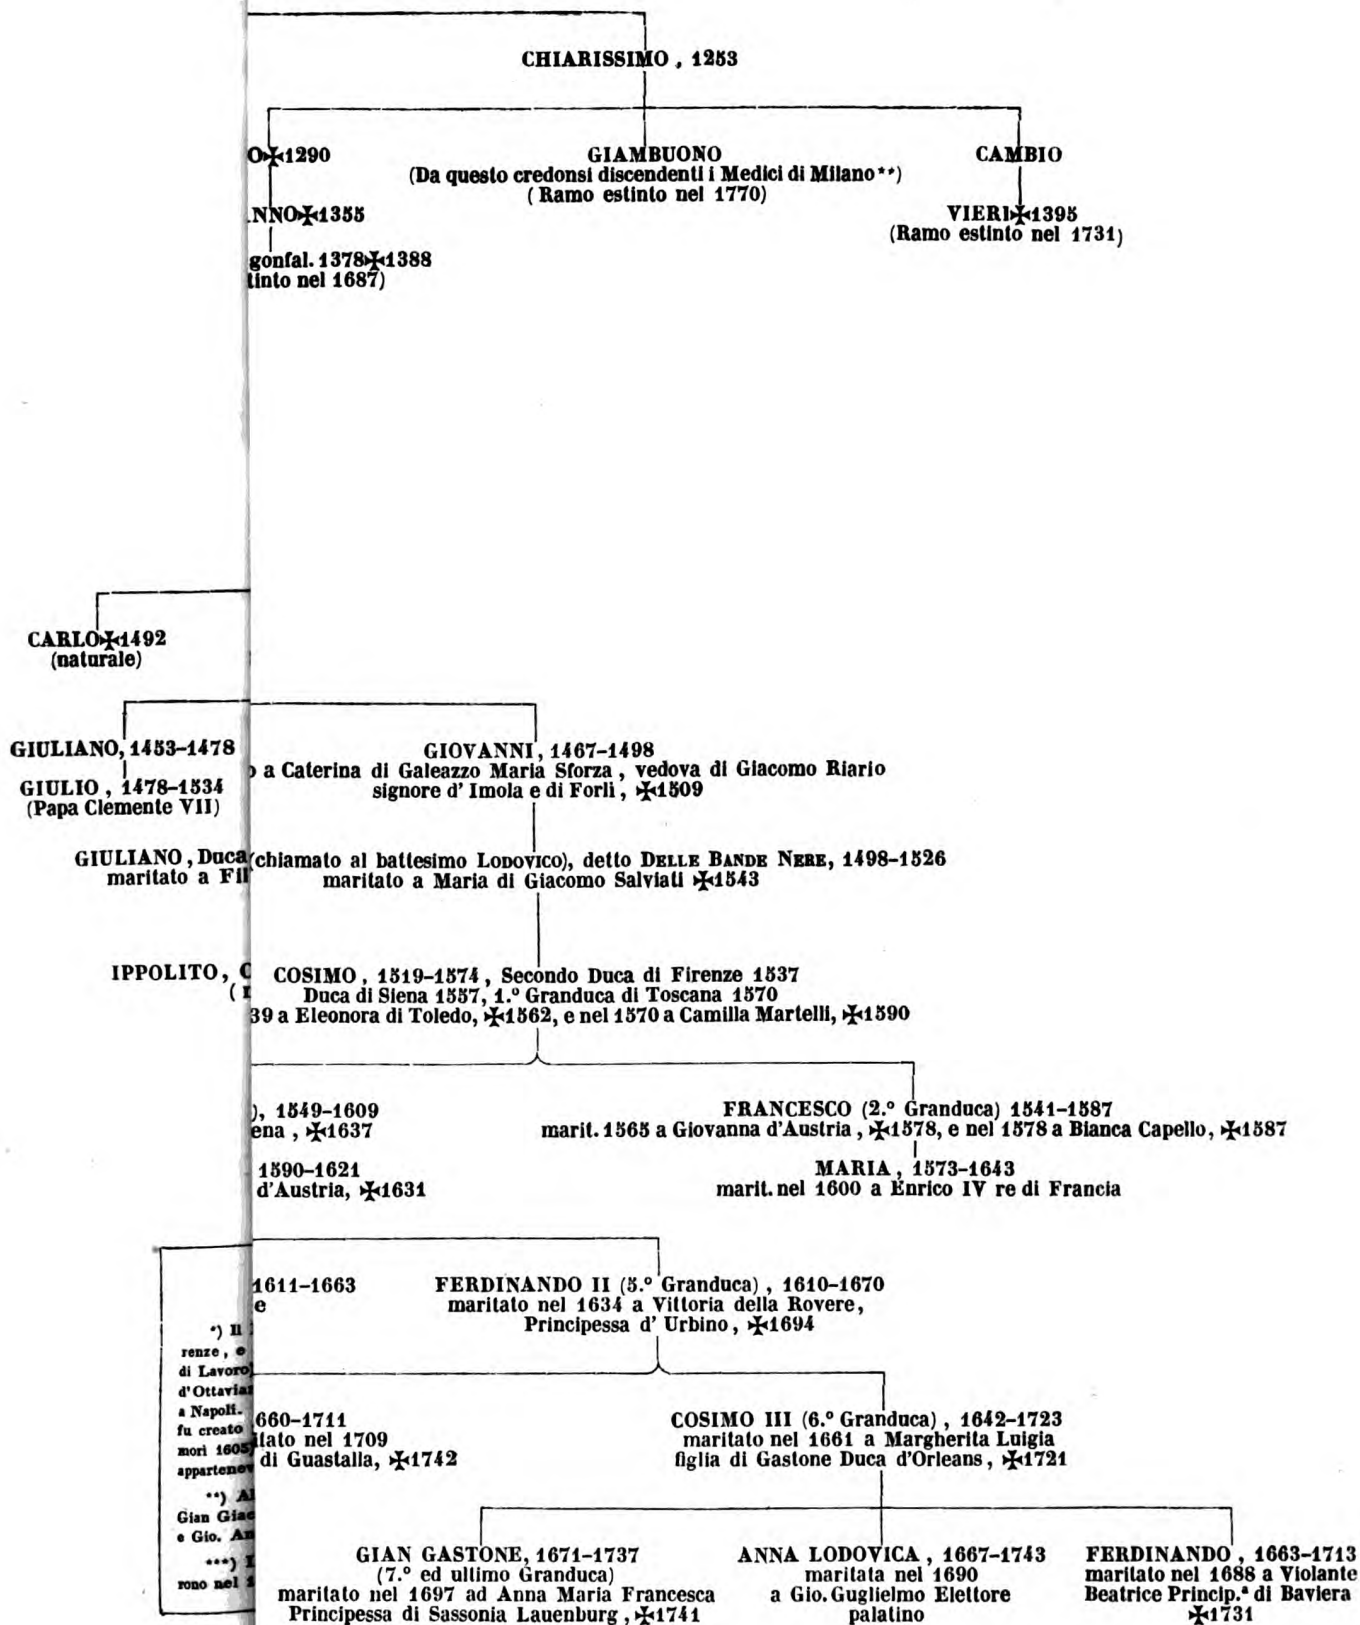 CHIARISSIMO, 1253
O✠1290
GIAMBUONO
(Da questo credonsi discendenti i Medici di Milano**)
(Ramo estinto nel 1770)
CAMBIO
NNO✠1355
VIERI✠1395
(Ramo estinto nel 1731)
gonfal. 1378✠1388
tinto nel 1687)
CARLO✠1492
(naturale)
GIULIANO, 1453–1478
GIULIO, 1478–1534
(Papa Clemente VII)
GIOVANNI, 1467–1498
o a Caterina di Galeazzo Maria Sforza, vedova di Giacomo Riario
signore d'Imola e di Forlì, ✠1509
GIULIANO, Duca
maritato a Fil
(chiamato al battesimo LODOVICO), detto DELLE BANDE NERE, 1498–1526
maritato a Maria di Giacomo Salviati ✠1543
IPPOLITO, C
COSIMO, 1519–1574, Secondo Duca di Firenze 1537
Duca di Siena 1557, 1.º Granduca di Toscana 1570
39 a Eleonora di Toledo, ✠1562, e nel 1570 a Camilla Martelli, ✠1590
), 1549–1609
ena, ✠1637
FRANCESCO (2.º Granduca) 1541–1587
marit. 1565 a Giovanna d'Austria, ✠1578, e nel 1578 a Bianca Capello, ✠1587
1590–1621
d'Austria, ✠1631
MARIA, 1573–1643
marit. nel 1600 a Enrico IV re di Francia
1611–1663
e
FERDINANDO II (5.º Granduca), 1610–1670
maritato nel 1634 a Vittoria della Rovere,
Principessa d'Urbino, ✠1694
*) Il
renze, e
di Lavoro
d'Ottavia
a Napoli.
fu creato
morì 1605
appartenev
**) Al
Gian Giac
e Gio. An
***) I
rono nel 1
660–1711
itato nel 1709
di Guastalla, ✠1742
COSIMO III (6.º Granduca), 1642–1723
maritato nel 1661 a Margherita Luigia
figlia di Gastone Duca d'Orleans, ✠1721
GIAN GASTONE, 1671–1737
(7.º ed ultimo Granduca)
maritato nel 1697 ad Anna Maria Francesca
Principessa di Sassonia Lauenburg, ✠1741
ANNA LODOVICA, 1667–1743
maritata nel 1690
a Gio. Guglielmo Elettore
palatino
FERDINANDO, 1663–1713
maritato nel 1688 a Violante
Beatrice Princip.ª di Baviera
✠1731